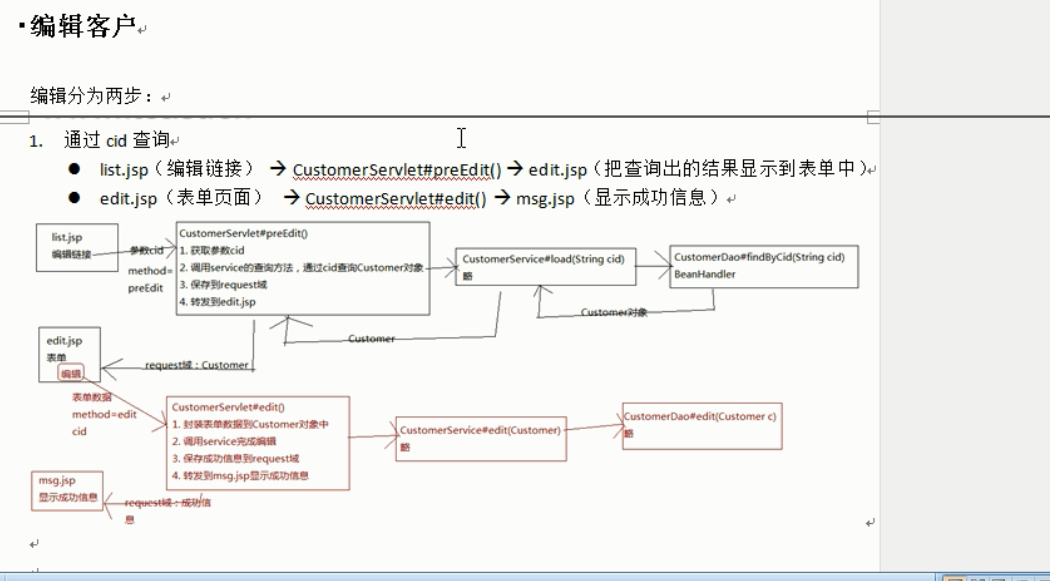 ·编辑客户
编辑分为两步：
1. 通过 cid 查询
● list.jsp（编辑链接） → CustomerServlet#preEdit() → edit.jsp（把查询出的结果显示到表单中）
● edit.jsp（表单页面） → CustomerServlet#edit() → msg.jsp（显示成功信息）
list.jsp
编辑链接
参数cid
method=
preEdit
CustomerServlet#preEdit()
1. 获取参数cid
2. 调用service的查询方法，通过cid查询Customer对象
3. 保存到request域
4. 转发到edit.jsp
CustomerService#load(String cid)
略
CustomerDao#findByCid(String cid)
BeanHandler
Customer对象
Customer
edit.jsp
表单
编辑
request域：Customer
表单数据
method=edit
cid
CustomerServlet#edit()
1. 封装表单数据到Customer对象中
2. 调用service完成编辑
3. 保存成功信息到request域
4. 转发到msg.jsp显示成功信息
CustomerService#edit(Customer)
略
CustomerDao#edit(Customer c)
略
msg.jsp
显示成功信息
request域：成功信
息